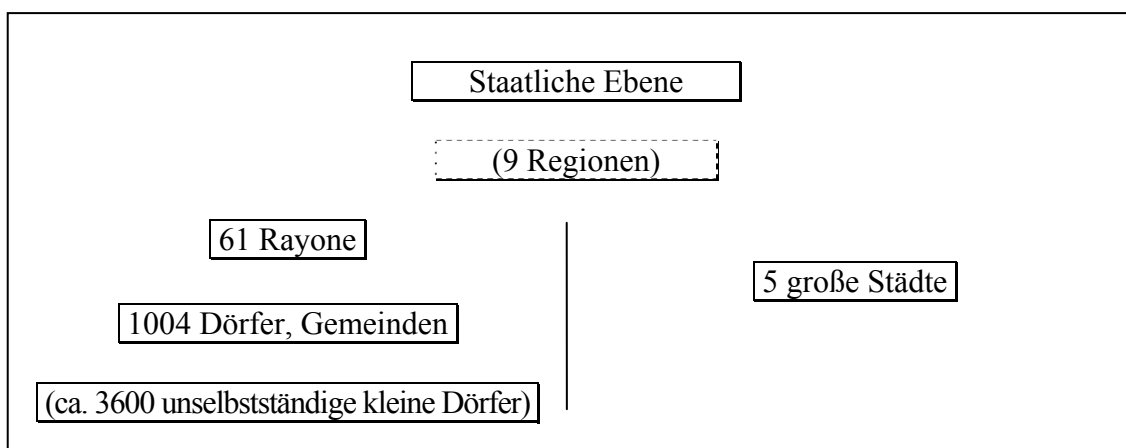 Staatliche Ebene
(9 Regionen)
61 Rayone
1004 Dörfer, Gemeinden
(ca. 3600 unselbstständige kleine Dörfer)
5 große Städte